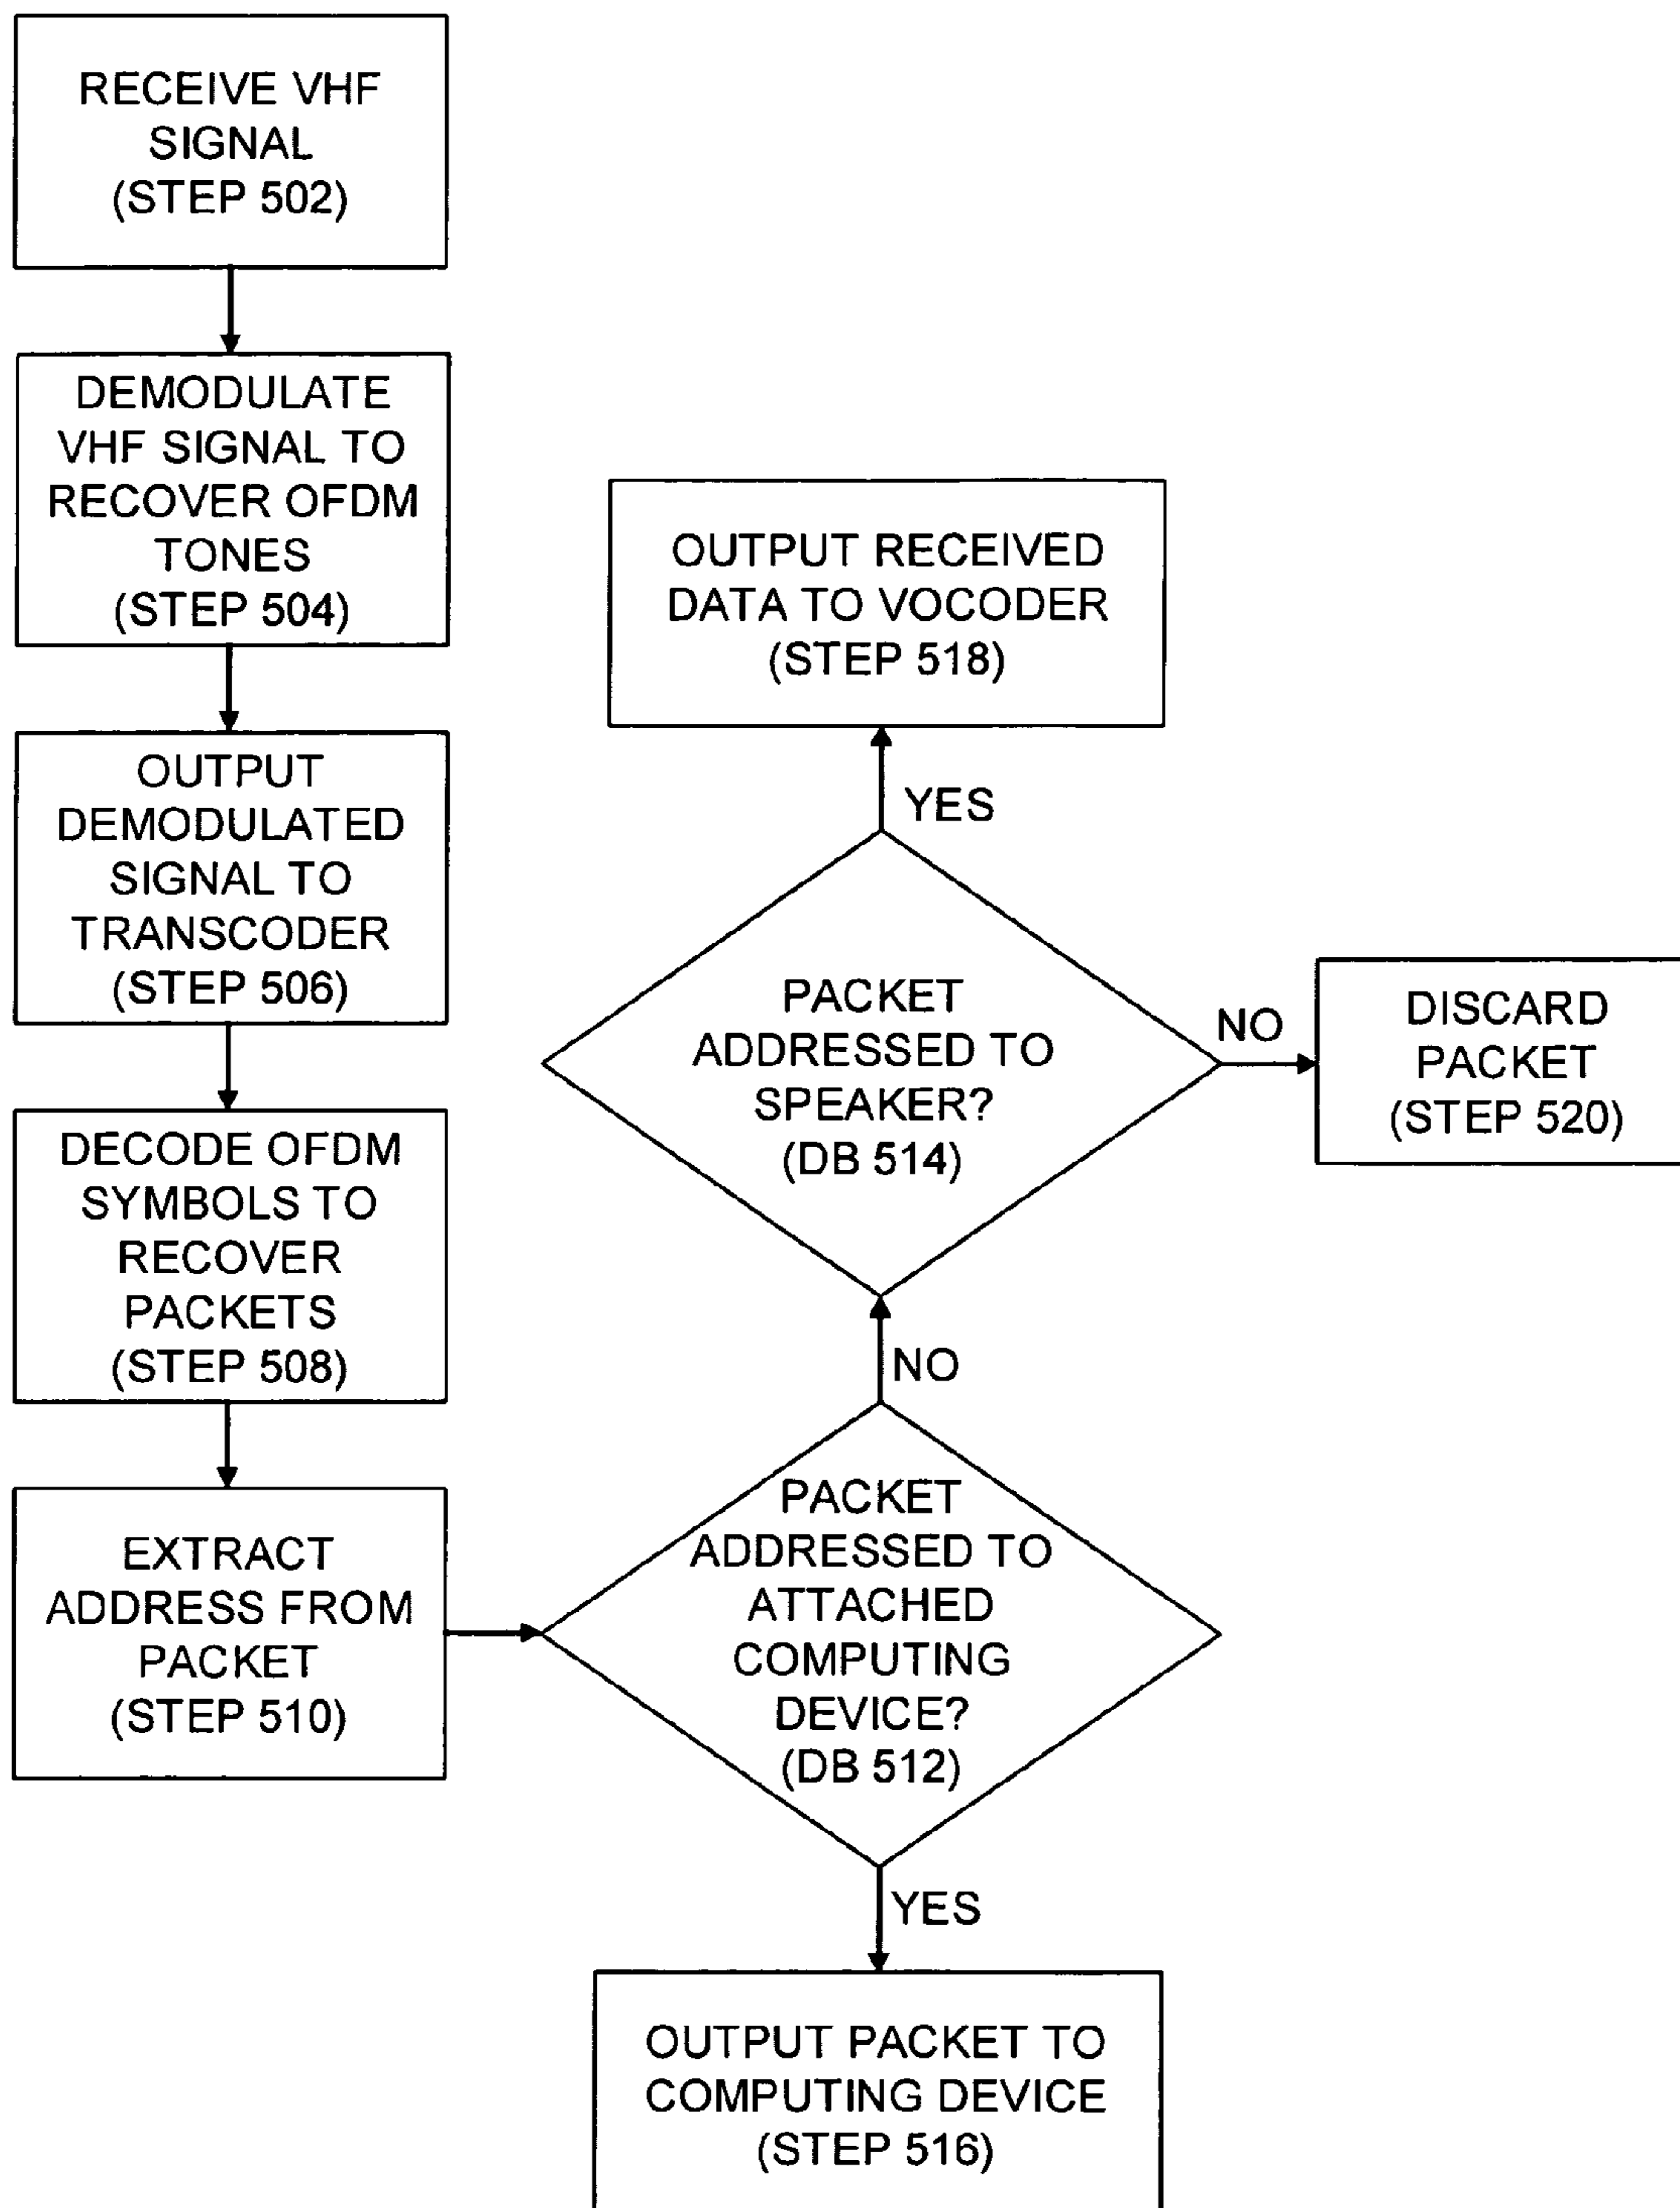 RECEIVE VHF
SIGNAL
(STEP 502)
DEMODULATE
VHF SIGNAL TO
RECOVER OFDM
TONES
(STEP 504)
OUTPUT
DEMODULATED
SIGNAL TO
TRANSCODER
(STEP 506)
DECODE OFDM
SYMBOLS TO
RECOVER
PACKETS
(STEP 508)
EXTRACT
ADDRESS FROM
PACKET
(STEP 510)
PACKET
ADDRESSED TO
ATTACHED
COMPUTING
DEVICE?
(DB 512)
YES
OUTPUT PACKET TO
COMPUTING DEVICE
(STEP 516)
NO
PACKET
ADDRESSED TO
SPEAKER?
(DB 514)
YES
OUTPUT RECEIVED
DATA TO VOCODER
(STEP 518)
NO
DISCARD
PACKET
(STEP 520)